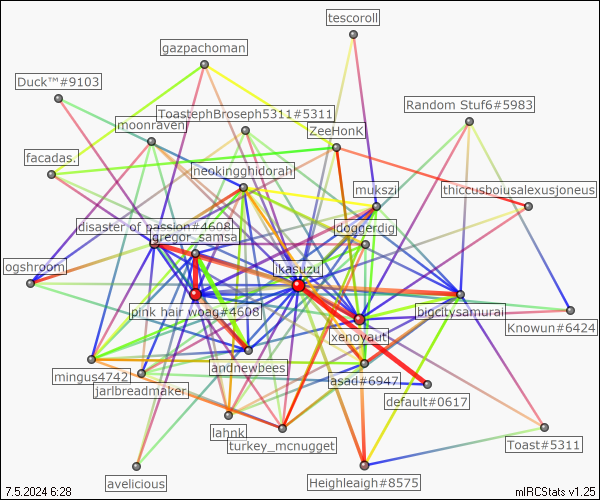 tescoroll
gazpachoman
Duck™#9103
Random Stuf6#5983
ToastephBroseph5311#5311
moonraven
ZeeHonK
facadas.
neokingghidorah
mukszi
thiccusboiusalexusjoneus
disaster of passion#4608
doggerdig
gregor_samsa
ikasuzu
ogshroom
pink hair woag#4608
bigcitysamurai
Knowun#6424
xenoyaut
andnewbees
mingus4742
asad#6947
jarlbreadmaker
default#0617
lahnk
turkey_mcnugget
Toast#5311
avelicious
Heighleaigh#8575
7.5.2024 6:28
mIRCStats v1.25